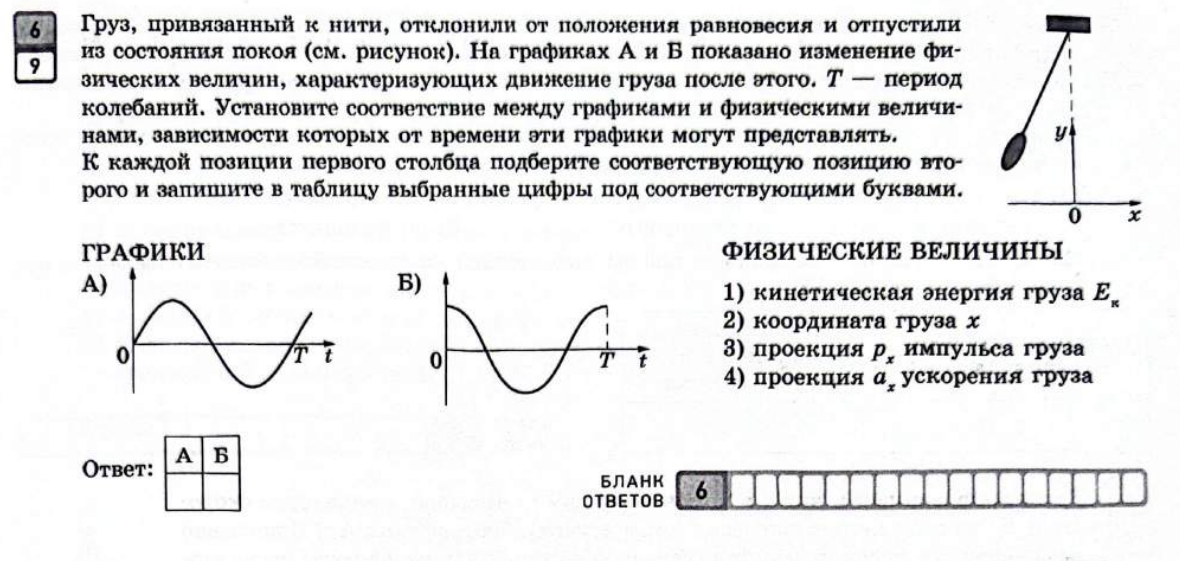 6
9
Груз, привязанный к нити, отклонили от положения равновесия и отпустили
из состояния покоя (см. рисунок). На графиках А и Б показано изменение фи-
зических величин, характеризующих движение груза после этого. T — период
колебаний. Установите соответствие между графиками и физическими величи-
нами, зависимости которых от времени эти графики могут представлять.
К каждой позиции первого столбца подберите соответствующую позицию вто-
рого и запишите в таблицу выбранные цифры под соответствующими буквами.
y
0 x
ГРАФИКИ
А)
0 T t
Б)
0 T t
ФИЗИЧЕСКИЕ ВЕЛИЧИНЫ
1) кинетическая энергия груза Eк
2) координата груза x
3) проекция px импульса груза
4) проекция ax ускорения груза
Ответ:
А Б
БЛАНК
ОТВЕТОВ
6